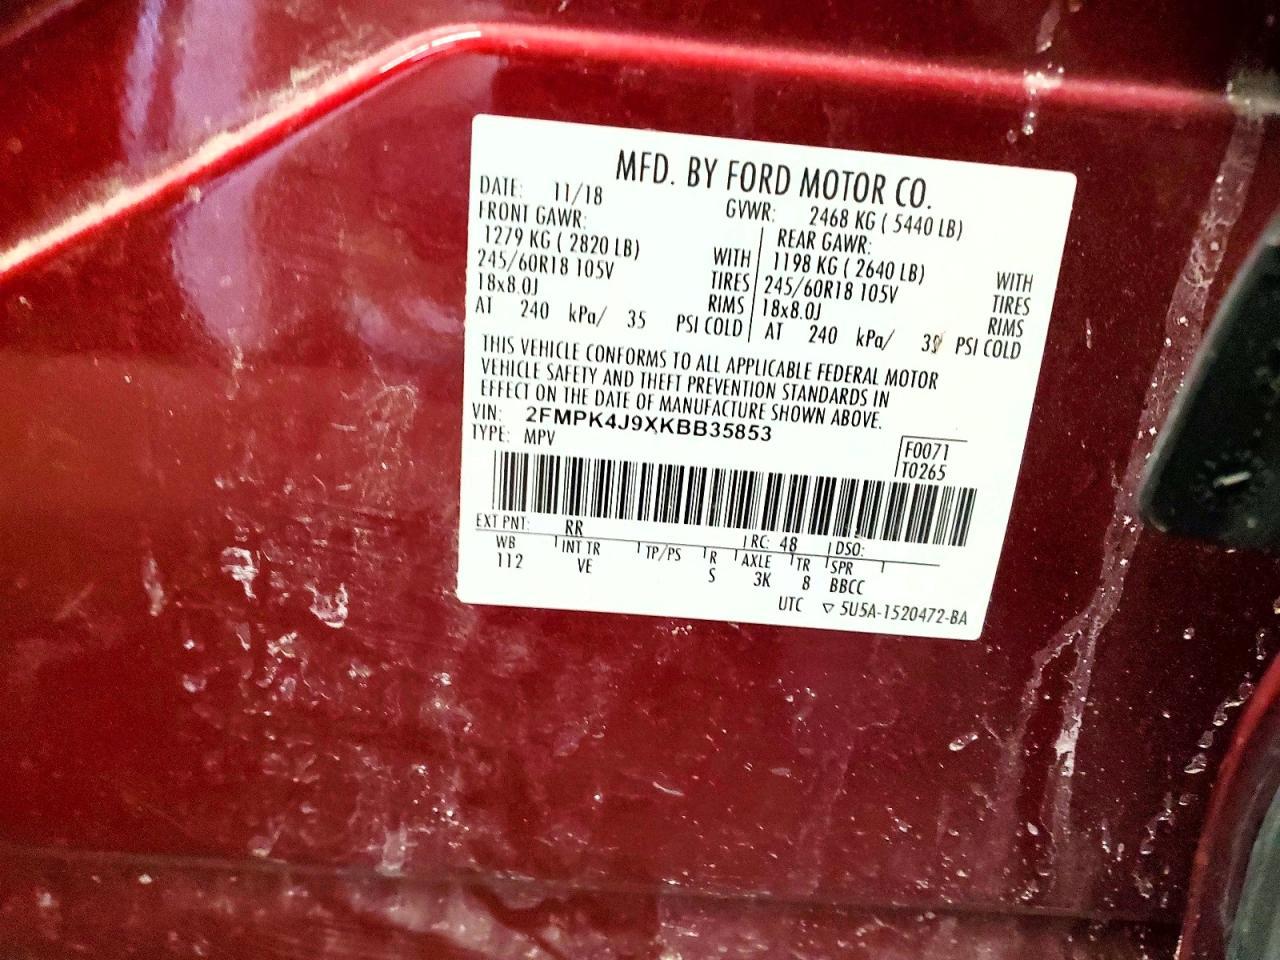 MFD. BY FORD MOTOR CO.
DATE: 11/18 GVWR: 2468 KG ( 5440 LB)
FRONT GAWR: REAR GAWR:
1279 KG ( 2820 LB) WITH 1198 KG ( 2640 LB) WITH
245/60R18 105V TIRES 245/60R18 105V TIRES
18x8.0J RIMS 18x8.0J RIMS
AT 240 kPa/ 35 PSI COLD AT 240 kPa/ PSI COLD
THIS VEHICLE CONFORMS TO ALL APPLICABLE FEDERAL MOTOR
VEHICLE SAFETY AND THEFT PREVENTION STANDARDS IN
EFFECT ON THE DATE OF MANUFACTURE SHOWN ABOVE.
VIN: 2FMPK4J9XKBB35853
TYPE: MPV F0071
T0265
EXT PNT: RR RC: 48 DSO:
WB INT TR TP/PS R AXLE TR SPR
112 VE S 3K 8 BBCC
UTC ▽ 5U5A-1520472-BA